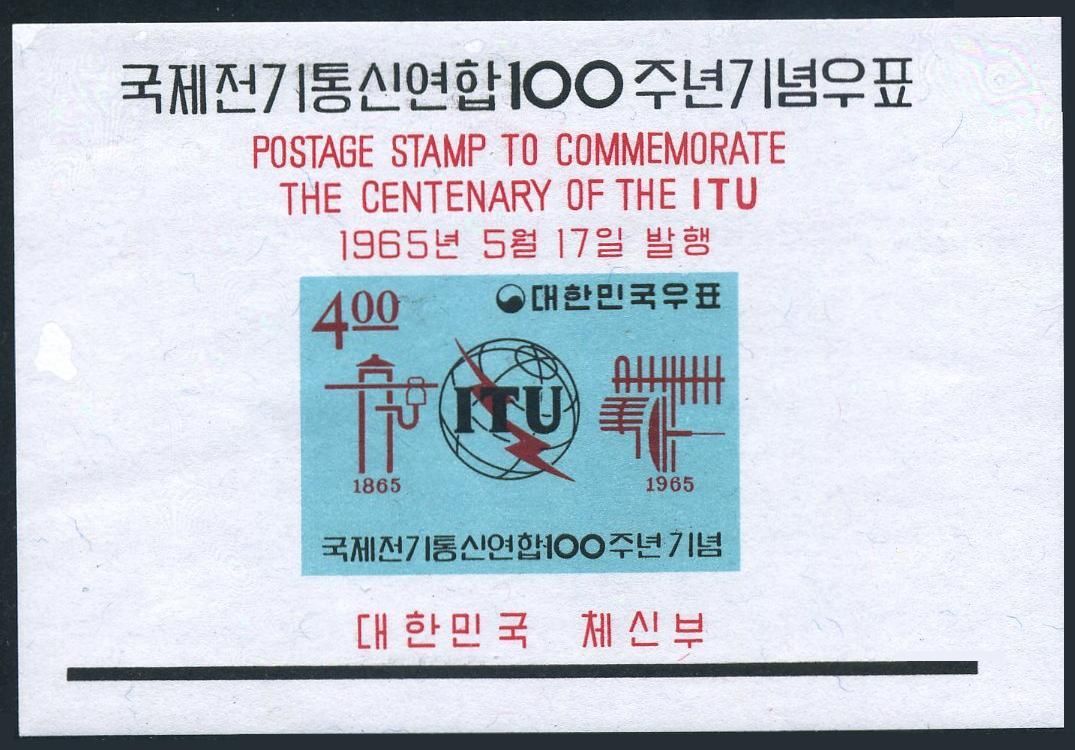 국제전기통신연합100주년기념우표
POSTAGE STAMP TO COMMEMORATE
THE CENTENARY OF THE ITU
1965년 5월 17일 발행
4.00 대한민국우표
ITU
1865 1965
국제전기통신연합100주년기념
대한민국 체신부